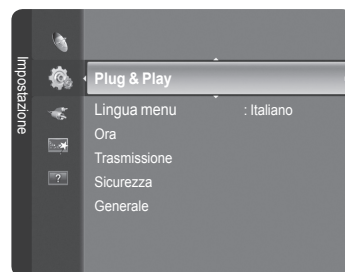 Impostazione
Plug & Play
Lingua menu : Italiano
Ora
Trasmissione
Sicurezza
Generale
?